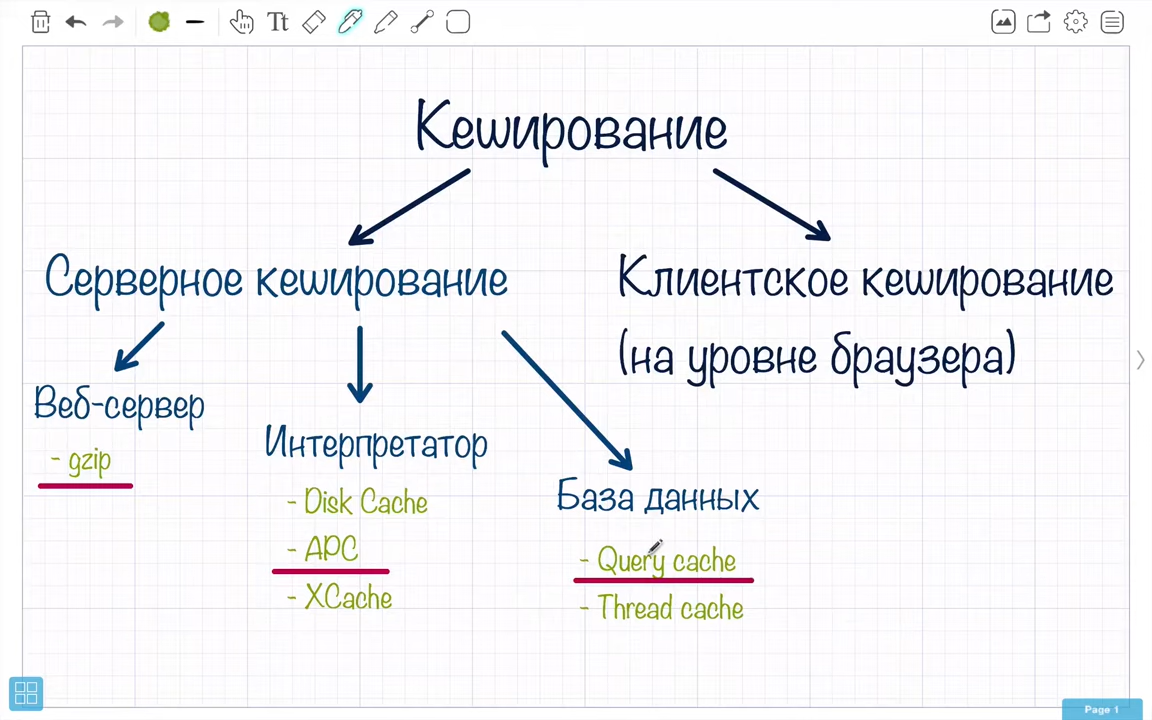 Tt
Кеширование
Серверное кеширование
Клиентское кеширование
(на уровне браузера)
Веб-сервер
- gzip
Интерпретатор
- Disk Cache
- APC
- XCache
База данных
- Query cache
- Thread cache
Page 1